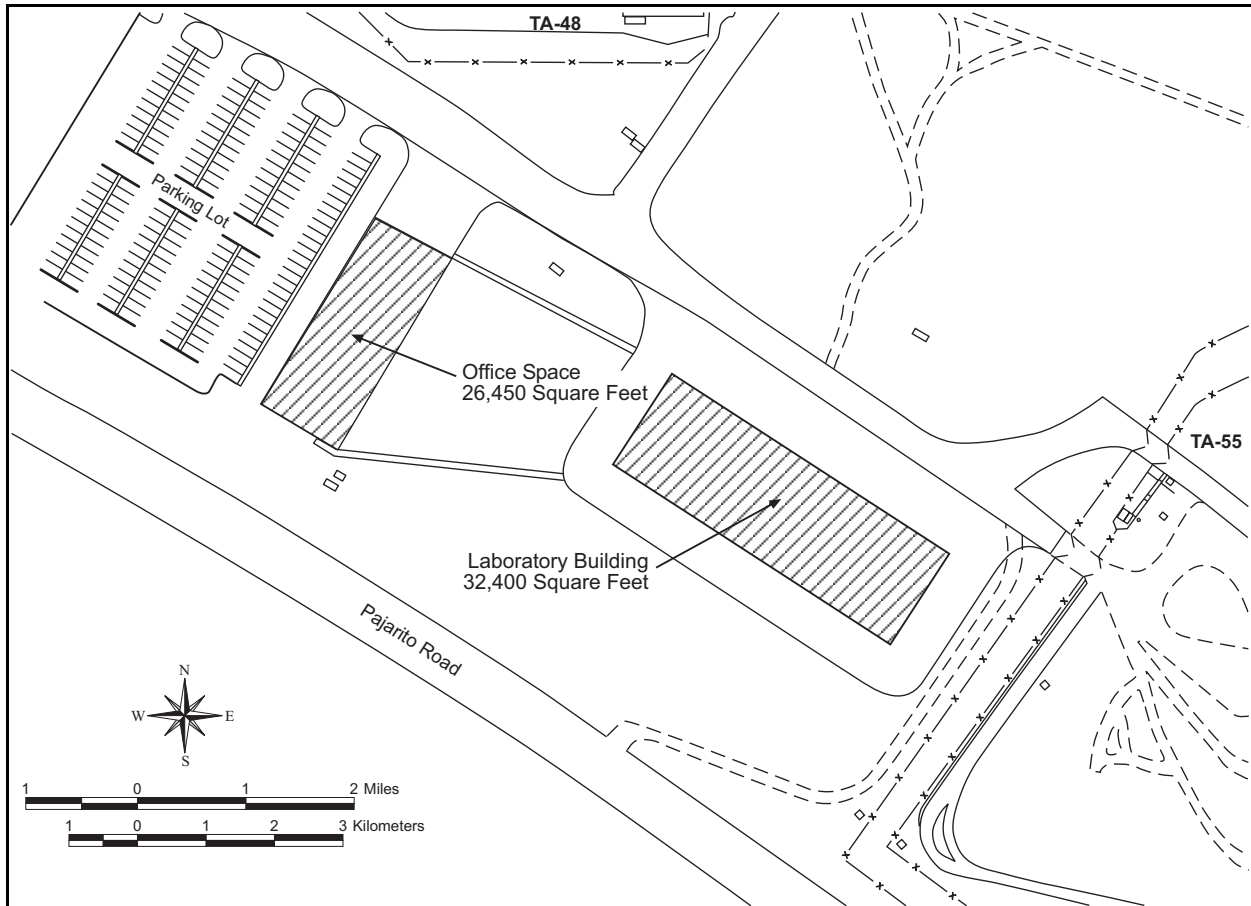 TA-48
Parking Lot
Office Space
26,450 Square Feet
TA-55
Laboratory Building
32,400 Square Feet
Pajarito Road
N
W E
S
1 0 1 2 Miles
1 0 1 2 3 Kilometers